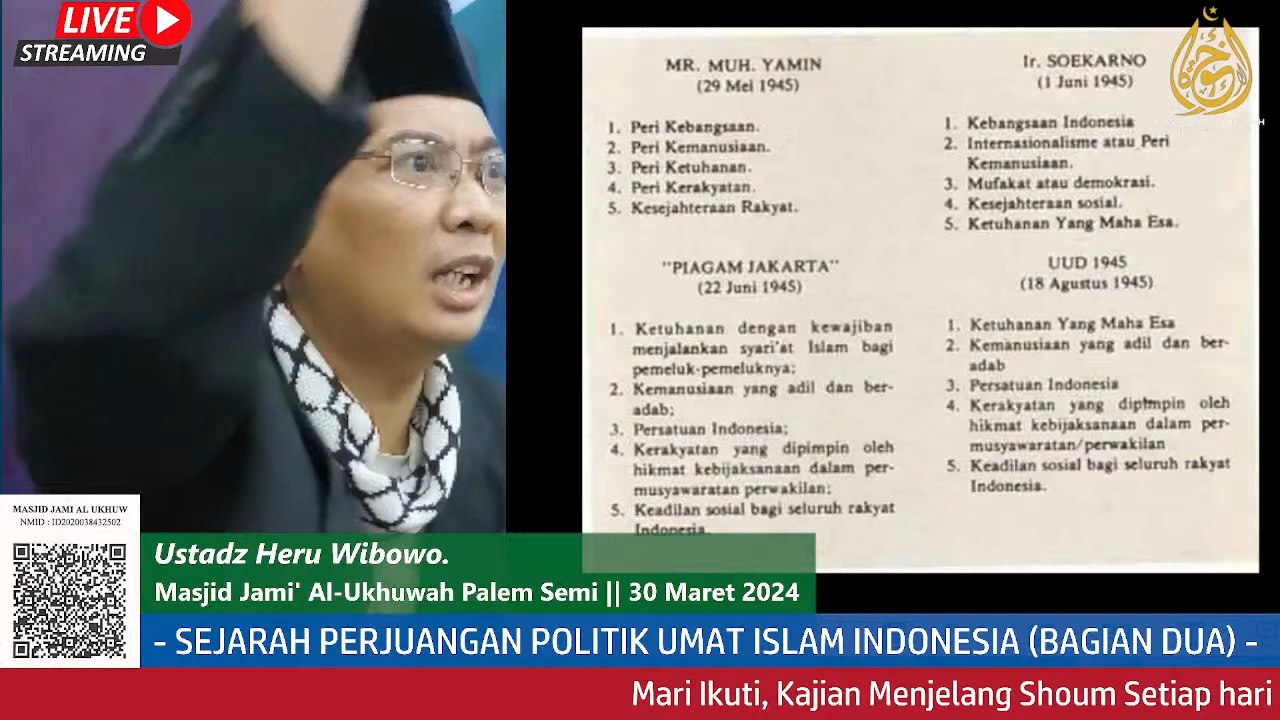 LIVE
STREAMING
MR. MUH. YAMIN
(29 Mei 1945)
1. Peri Kebangsaan.
2. Peri Kemanusiaan.
3. Peri Ketuhanan.
4. Peri Kerakyatan.
5. Kesejahteraan Rakyat.
Ir. SOEKARNO
(1 Juni 1945)
1. Kebangsaan Indonesia
2. Internasionalisme atau Peri
Kemanusiaan.
3. Mufakat atau demokrasi.
4. Kesejahteraan sosial.
5. Ketuhanan Yang Maha Esa.
"PIAGAM JAKARTA"
(22 Juni 1945)
1. Ketuhanan dengan kewajiban
menjalankan syari'at Islam bagi
pemeluk-pemeluknya;
2. Kemanusiaan yang adil dan ber-
adab;
3. Persatuan Indonesia;
4. Kerakyatan yang dipimpin oleh
hikmat kebijaksanaan dalam per-
musyawaratan perwakilan;
5. Keadilan sosial bagi seluruh rakyat
Indonesia.
UUD 1945
(18 Agustus 1945)
1. Ketuhanan Yang Maha Esa
2. Kemanusiaan yang adil dan ber-
adab
3. Persatuan Indonesia
4. Kerakyatan yang dipimpin oleh
hikmat kebijaksanaan dalam per-
musyawaratan/perwakilan
5. Keadilan sosial bagi seluruh rakyat
Indonesia.
MASJID JAMI AL UKHUW
NMID : ID2020038432502
Ustadz Heru Wibowo.
Masjid Jami' Al-Ukhuwah Palem Semi || 30 Maret 2024
- SEJARAH PERJUANGAN POLITIK UMAT ISLAM INDONESIA (BAGIAN DUA) -
Mari Ikuti, Kajian Menjelang Shoum Setiap hari